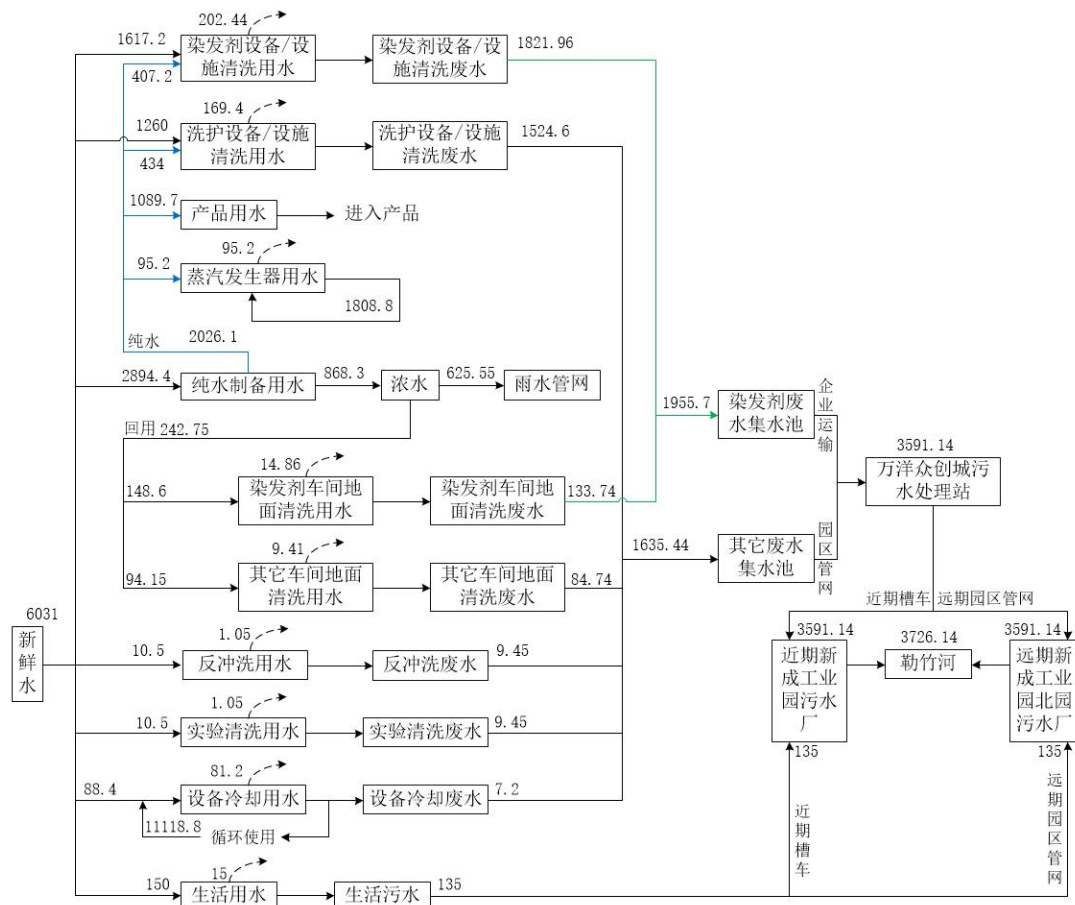 202.44
1617.2
染发剂设备/设
施清洗用水
染发剂设备/设
施清洗废水
1821.96
407.2
169.4
1260
洗护设备/设施
清洗用水
洗护设备/设施
清洗废水
1524.6
434
1089.7
产品用水
进入产品
95.2
95.2
蒸汽发生器用水
1808.8
纯水
2026.1
2894.4
纯水制备用水
868.3
浓水
625.55
雨水管网
回用 242.75
1955.7
染发剂废
水集水池
企业运输
3591.14
万洋众创城污
水处理站
14.86
148.6
染发剂车间地
面清洗用水
染发剂车间地
面清洗废水
133.74
1635.44
其它废水
集水池
园区管网
9.41
94.15
其它车间地面
清洗用水
其它车间地面
清洗废水
84.74
近期槽车
远期园区管网
6031
新鲜水
1.05
10.5
反冲洗用水
反冲洗废水
9.45
3591.14
近期新
成工业
园污水
厂
3726.14
勒竹河
3591.14
远期新
成工业
园北园
污水厂
1.05
10.5
实验清洗用水
实验清洗废水
9.45
135
135
81.2
88.4
设备冷却用水
设备冷却废水
7.2
11118.8
循环使用
近期槽车
远期园区管网
15
150
生活用水
生活污水
135